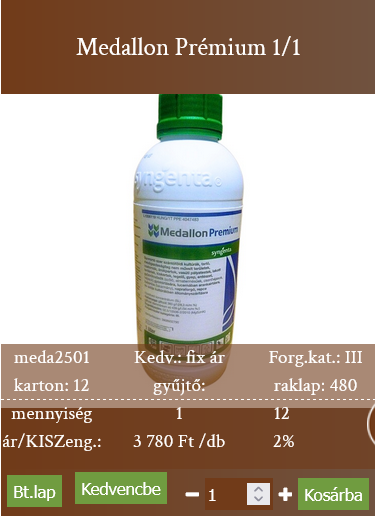 Medallon Prémium 1/1
syngenta
Medallon Premium
syngenta
meda2501 Kedv.: fix ár Forg.kat.: III
karton: 12 gyűjtő: raklap: 480
mennyiség 1 12
ár/KISZeng.: 3 780 Ft /db 2%
Bt.lap Kedvencbe 1 Kosárba